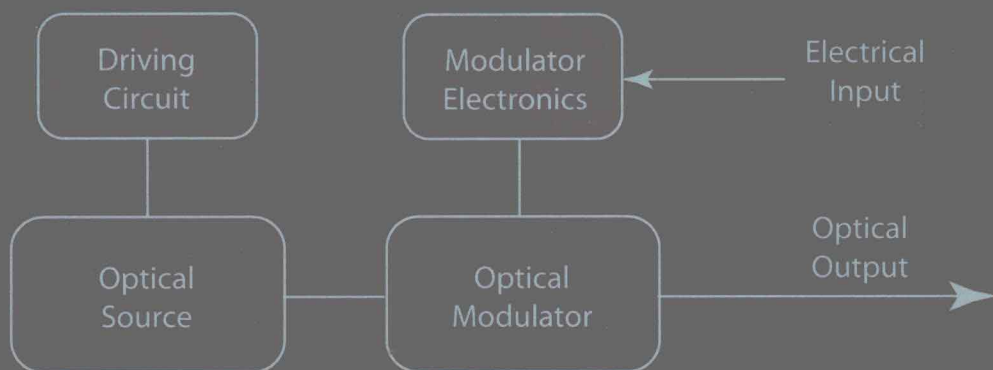 Driving
Circuit
Modulator
Electronics
Electrical
Input
Optical
Source
Optical
Modulator
Optical
Output